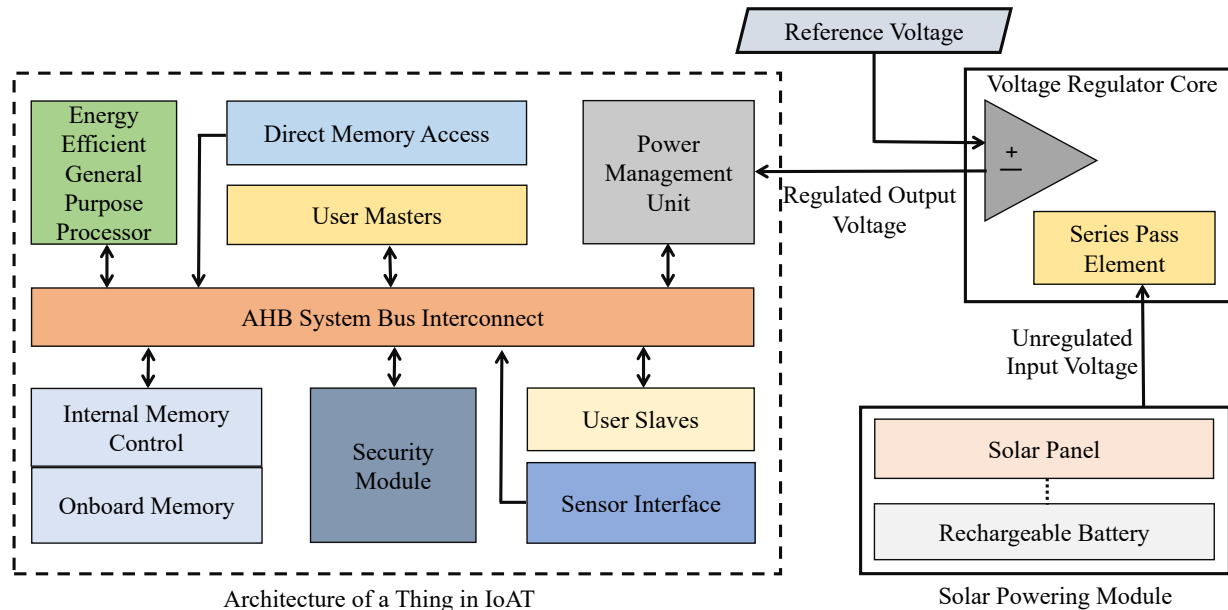 Reference Voltage
Voltage Regulator Core
Energy
Efficient
General
Purpose
Processor
Direct Memory Access
User Masters
Power
Management
Unit
+
—
Regulated Output
Voltage
Series Pass
Element
AHB System Bus Interconnect
Unregulated
Input Voltage
Internal Memory
Control
Onboard Memory
Security
Module
User Slaves
Sensor Interface
Solar Panel
Rechargeable Battery
Architecture of a Thing in IoAT
Solar Powering Module